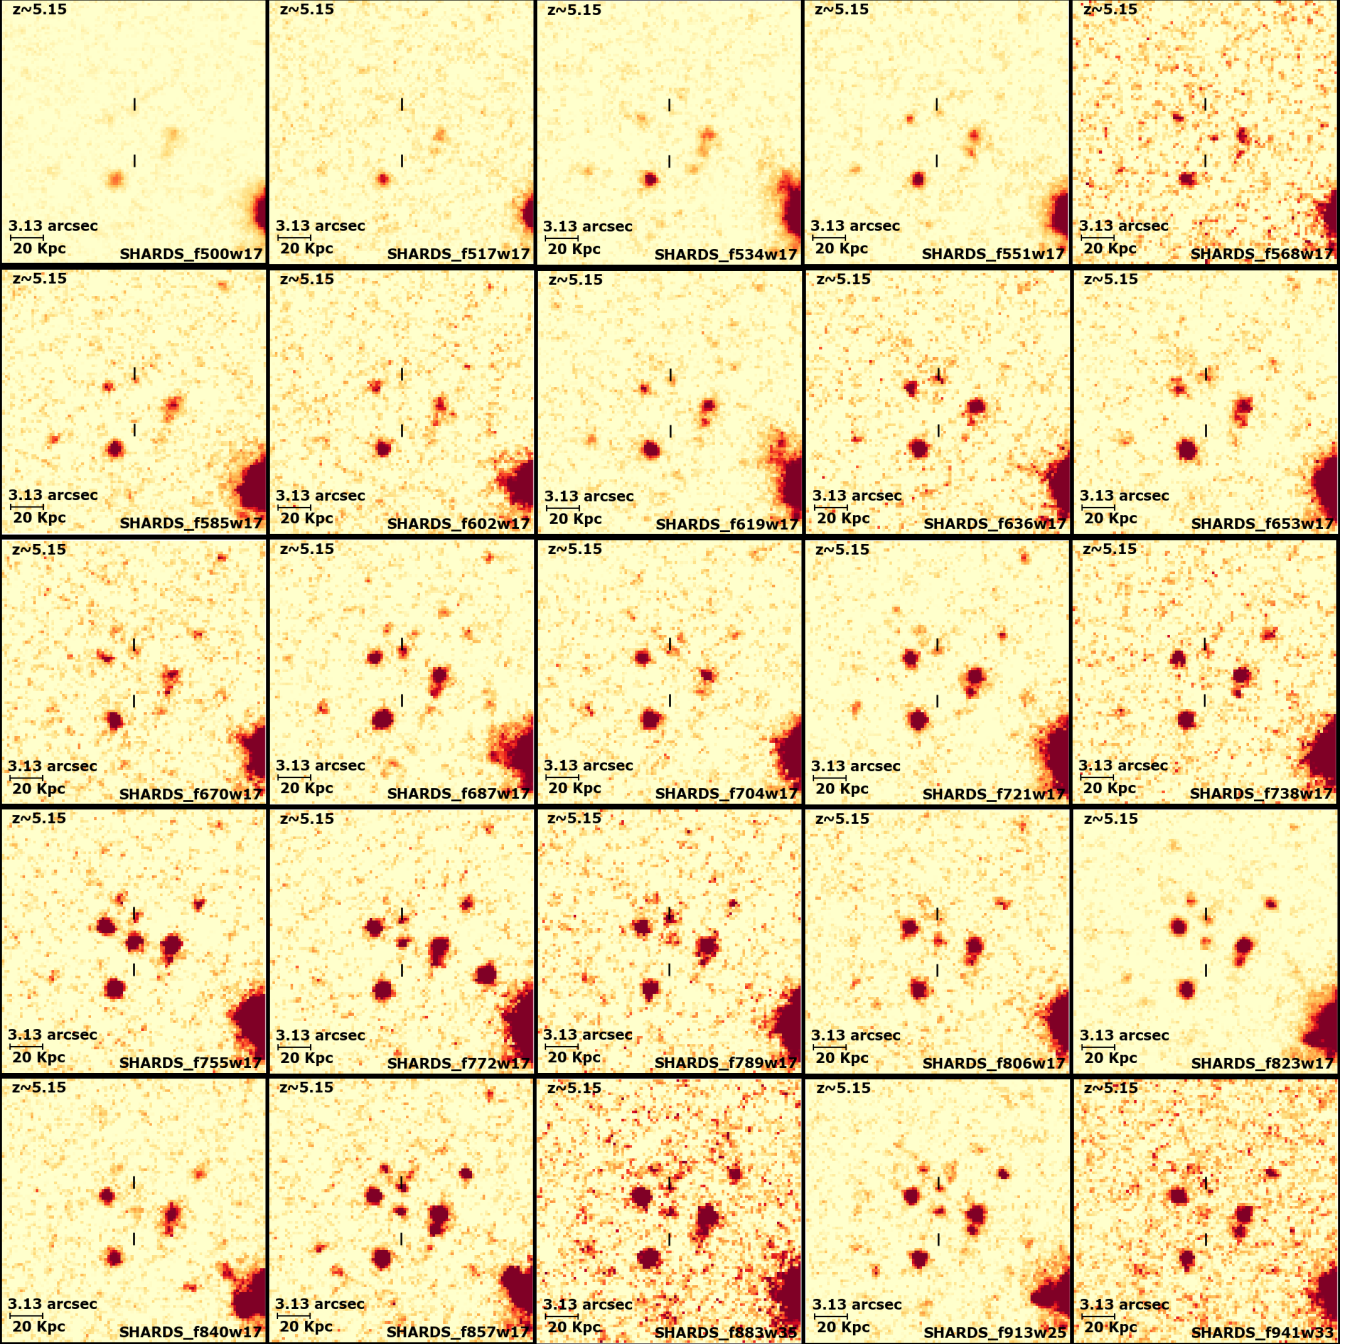 z~5.15
z~5.15
z~5.15
z~5.15
z~5.15
3.13 arcsec
20 Kpc
SHARDS_f500w17
3.13 arcsec
20 Kpc
SHARDS_f517w17
3.13 arcsec
20 Kpc
SHARDS_f534w17
3.13 arcsec
20 Kpc
SHARDS_f551w17
3.13 arcsec
20 Kpc
SHARDS_f568w17
z~5.15
z~5.15
z~5.15
z~5.15
z~5.15
3.13 arcsec
20 Kpc
SHARDS_f585w17
3.13 arcsec
20 Kpc
SHARDS_f602w17
3.13 arcsec
20 Kpc
SHARDS_f619w17
3.13 arcsec
20 Kpc
SHARDS_f636w17
3.13 arcsec
20 Kpc
SHARDS_f653w17
z~5.15
z~5.15
z~5.15
z~5.15
z~5.15
3.13 arcsec
20 Kpc
SHARDS_f670w17
3.13 arcsec
20 Kpc
SHARDS_f687w17
3.13 arcsec
20 Kpc
SHARDS_f704w17
3.13 arcsec
20 Kpc
SHARDS_f721w17
3.13 arcsec
20 Kpc
SHARDS_f738w17
z~5.15
z~5.15
z~5.15
z~5.15
z~5.15
3.13 arcsec
20 Kpc
SHARDS_f755w17
3.13 arcsec
20 Kpc
SHARDS_f772w17
3.13 arcsec
20 Kpc
SHARDS_f789w17
3.13 arcsec
20 Kpc
SHARDS_f806w17
3.13 arcsec
20 Kpc
SHARDS_f823w17
z~5.15
z~5.15
z~5.15
z~5.15
z~5.15
3.13 arcsec
20 Kpc
SHARDS_f840w17
3.13 arcsec
20 Kpc
SHARDS_f857w17
3.13 arcsec
20 Kpc
SHARDS_f883w35
3.13 arcsec
20 Kpc
SHARDS_f913w25
3.13 arcsec
20 Kpc
SHARDS_f941w33